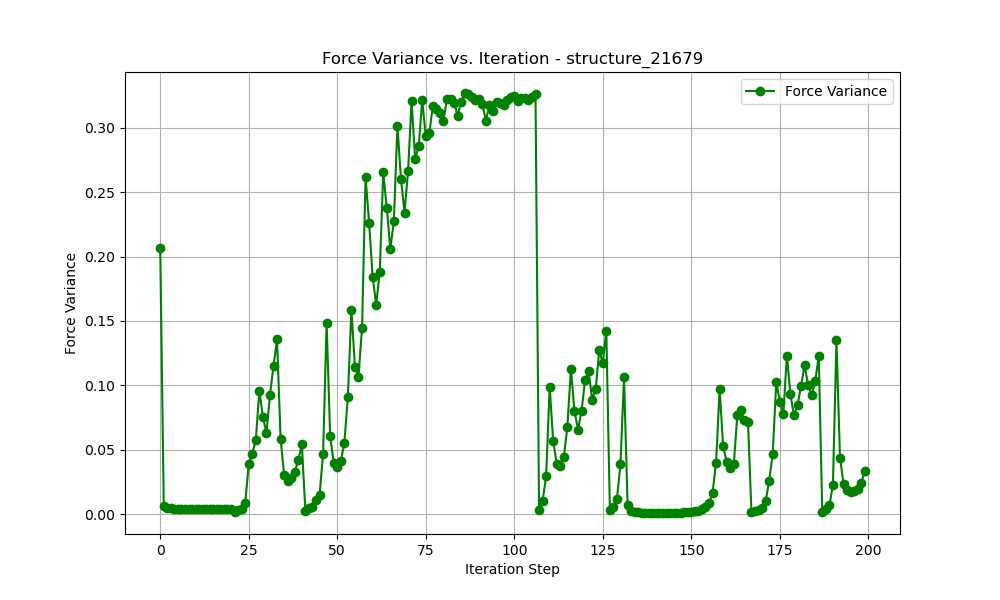 Force Variance vs. Iteration - structure_21679
Force Variance
0.30
0.25
0.20
0.15
0.10
0.05
0.00
Force Variance
0 25 50 75 100 125 150 175 200
Iteration Step